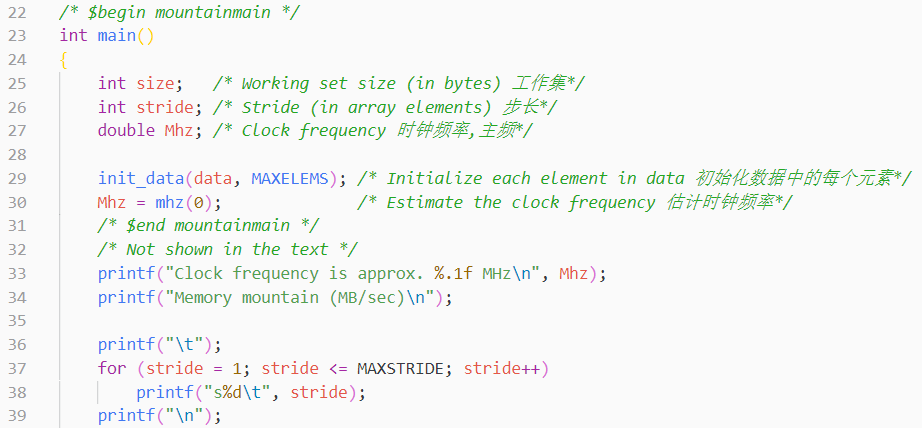 22 /* $begin mountainmain */
23 int main()
24 {
25     int size;   /* Working set size (in bytes) 工作集*/
26     int stride; /* Stride (in array elements) 步长*/
27     double Mhz; /* Clock frequency 时钟频率,主频*/
28
29     init_data(data, MAXELEMS); /* Initialize each element in data 初始化数据中的每个元素*/
30     Mhz = mhz(0);              /* Estimate the clock frequency 估计时钟频率*/
31     /* $end mountainmain */
32     /* Not shown in the text */
33     printf("Clock frequency is approx. %.1f MHz\n", Mhz);
34     printf("Memory mountain (MB/sec)\n");
35
36     printf("\t");
37     for (stride = 1; stride <= MAXSTRIDE; stride++)
38         printf("s%d\t", stride);
39     printf("\n");